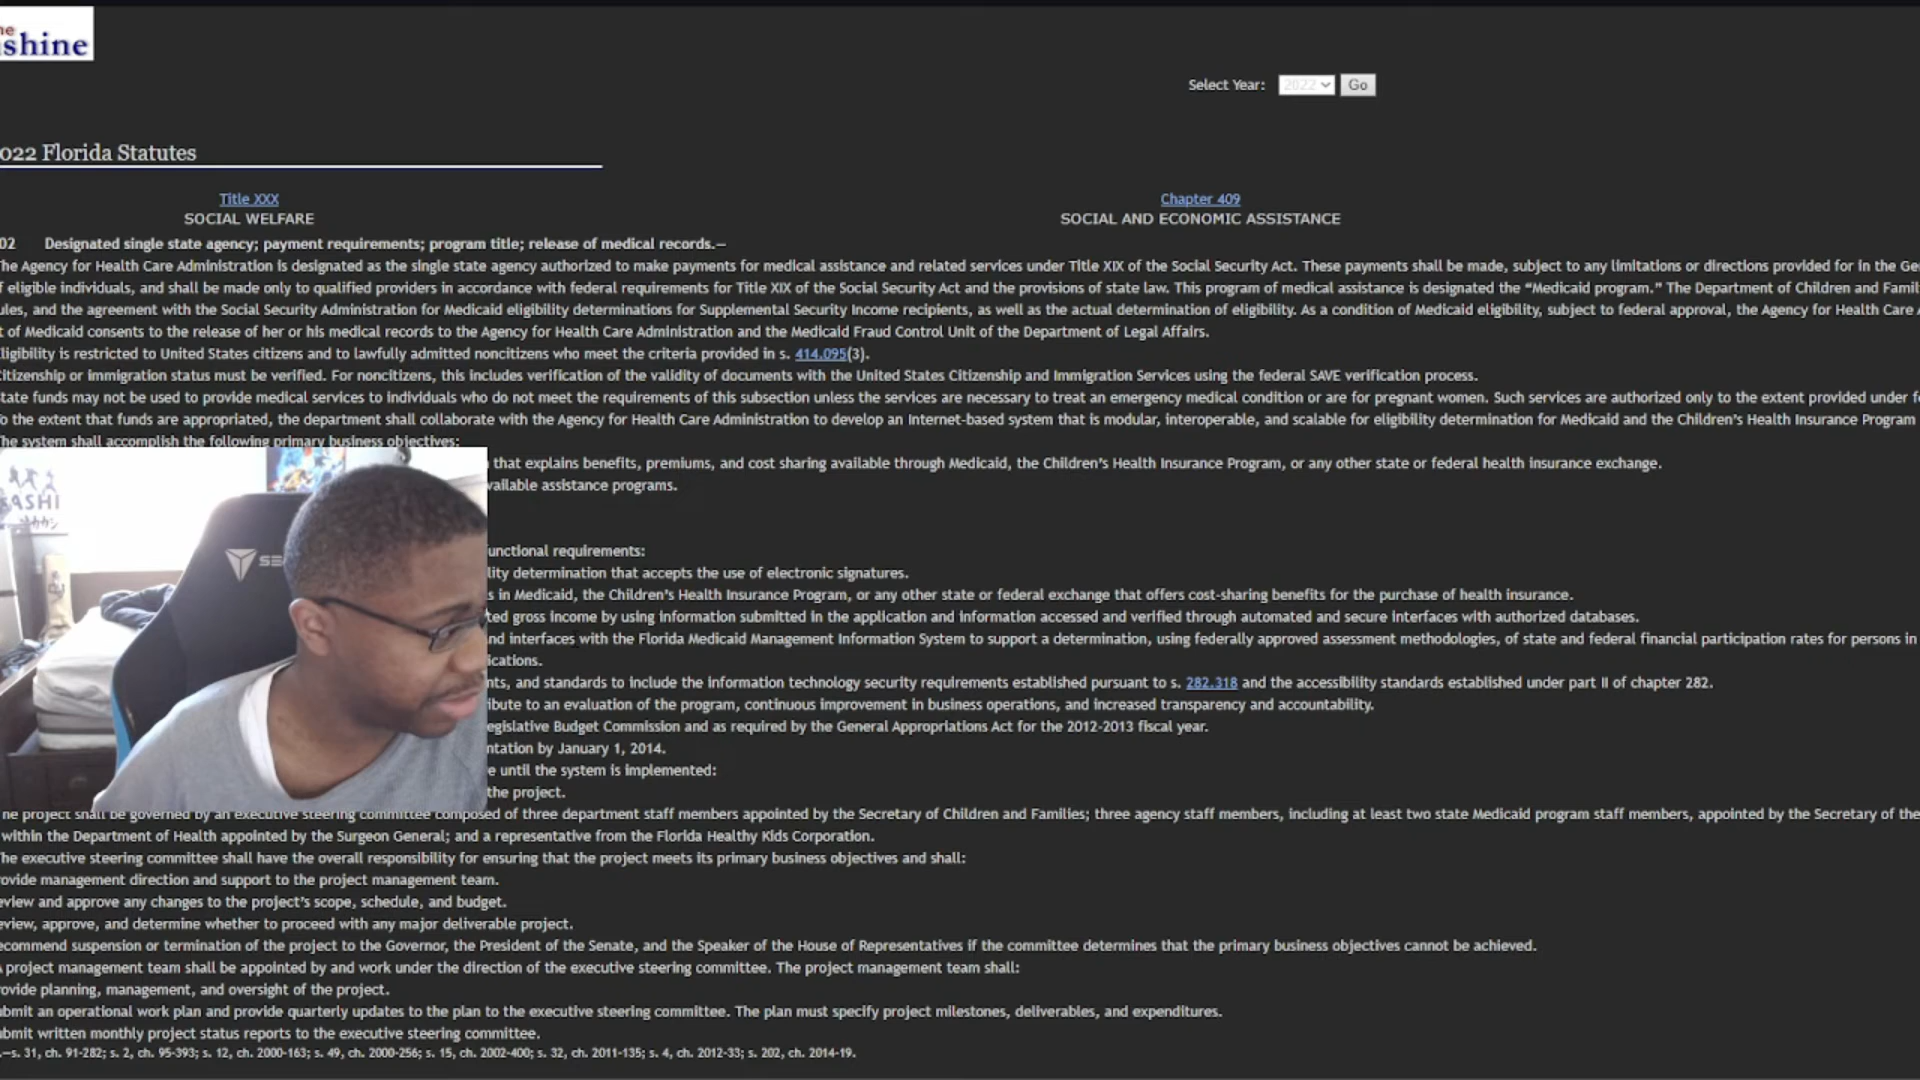 he
shine
Select Year: 2022 Go
022 Florida Statutes
Title XXX
SOCIAL WELFARE
Chapter 409
SOCIAL AND ECONOMIC ASSISTANCE
02 Designated single state agency; payment requirements; program title; release of medical records.—
The Agency for Health Care Administration is designated as the single state agency authorized to make payments for medical assistance and related services under Title XIX of the Social Security Act. These payments shall be made, subject to any limitations or directions provided for in the Ge
f eligible individuals, and shall be made only to qualified providers in accordance with federal requirements for Title XIX of the Social Security Act and the provisions of state law. This program of medical assistance is designated the “Medicaid program.” The Department of Children and Famil
ules, and the agreement with the Social Security Administration for Medicaid eligibility determinations for Supplemental Security Income recipients, as well as the actual determination of eligibility. As a condition of Medicaid eligibility, subject to federal approval, the Agency for Health Care A
t of Medicaid consents to the release of her or his medical records to the Agency for Health Care Administration and the Medicaid Fraud Control Unit of the Department of Legal Affairs.
ligibility is restricted to United States citizens and to lawfully admitted noncitizens who meet the criteria provided in s. 414.095(3).
itizenship or immigration status must be verified. For noncitizens, this includes verification of the validity of documents with the United States Citizenship and Immigration Services using the federal SAVE verification process.
tate funds may not be used to provide medical services to individuals who do not meet the requirements of this subsection unless the services are necessary to treat an emergency medical condition or are for pregnant women. Such services are authorized only to the extent provided under f
o the extent that funds are appropriated, the department shall collaborate with the Agency for Health Care Administration to develop an Internet-based system that is modular, interoperable, and scalable for eligibility determination for Medicaid and the Children’s Health Insurance Program
The system shall accomplish the following primary business objectives:
that explains benefits, premiums, and cost sharing available through Medicaid, the Children’s Health Insurance Program, or any other state or federal health insurance exchange.
vailable assistance programs.
unctional requirements:
lity determination that accepts the use of electronic signatures.
s in Medicaid, the Children’s Health Insurance Program, or any other state or federal exchange that offers cost-sharing benefits for the purchase of health insurance.
ted gross income by using information submitted in the application and information accessed and verified through automated and secure interfaces with authorized databases.
nd interfaces with the Florida Medicaid Management Information System to support a determination, using federally approved assessment methodologies, of state and federal financial participation rates for persons in
ications.
nts, and standards to include the information technology security requirements established pursuant to s. 282.318 and the accessibility standards established under part II of chapter 282.
ibute to an evaluation of the program, continuous improvement in business operations, and increased transparency and accountability.
egislative Budget Commission and as required by the General Appropriations Act for the 2012-2013 fiscal year.
ntation by January 1, 2014.
e until the system is implemented:
the project.
he project shall be governed by an executive steering committee composed of three department staff members appointed by the Secretary of Children and Families; three agency staff members, including at least two state Medicaid program staff members, appointed by the Secretary of the
within the Department of Health appointed by the Surgeon General; and a representative from the Florida Healthy Kids Corporation.
The executive steering committee shall have the overall responsibility for ensuring that the project meets its primary business objectives and shall:
rovide management direction and support to the project management team.
eview and approve any changes to the project’s scope, schedule, and budget.
eview, approve, and determine whether to proceed with any major deliverable project.
ecommend suspension or termination of the project to the Governor, the President of the Senate, and the Speaker of the House of Representatives if the committee determines that the primary business objectives cannot be achieved.
A project management team shall be appointed by and work under the direction of the executive steering committee. The project management team shall:
rovide planning, management, and oversight of the project.
ubmit an operational work plan and provide quarterly updates to the plan to the executive steering committee. The plan must specify project milestones, deliverables, and expenditures.
ubmit written monthly project status reports to the executive steering committee.
.—s. 31, ch. 91-282; s. 2, ch. 95-393; s. 12, ch. 2000-163; s. 49, ch. 2000-256; s. 15, ch. 2002-400; s. 32, ch. 2011-135; s. 4, ch. 2012-33; s. 202, ch. 2014-19.